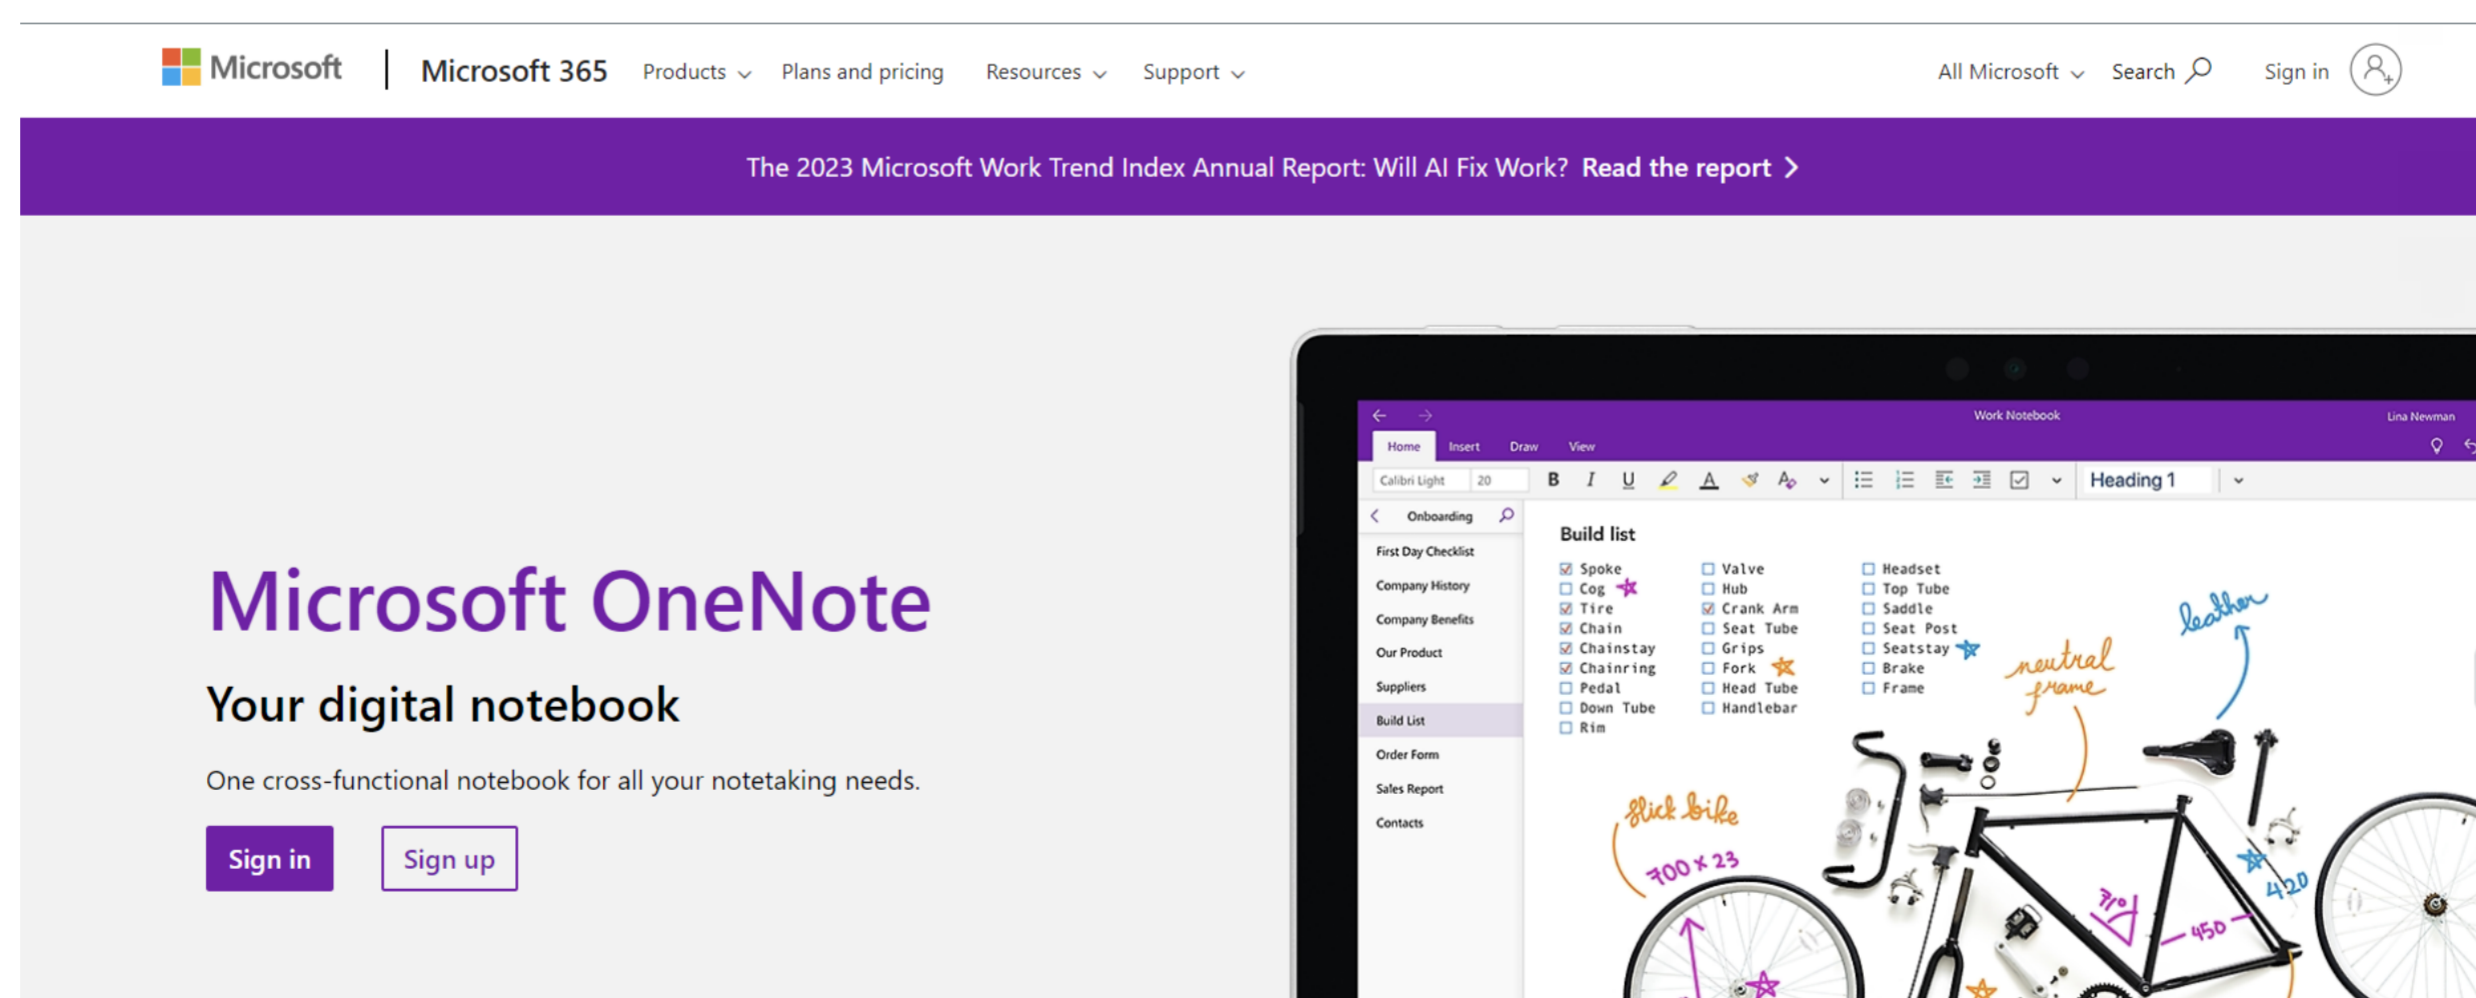 Microsoft | Microsoft 365 Products Plans and pricing Resources Support All Microsoft Search Sign in
The 2023 Microsoft Work Trend Index Annual Report: Will AI Fix Work? Read the report
Microsoft OneNote
Your digital notebook
One cross-functional notebook for all your notetaking needs.
Sign in Sign up
Work Notebook Lina Newman
Home Insert Draw View
Calibri Light 20 B I U A A Heading 1
Onboarding
First Day Checklist
Company History
Company Benefits
Our Product
Suppliers
Build List
Order Form
Sales Report
Contacts
Build list
Spoke Valve Headset
Cog Hub Top Tube
Tire Crank Arm Saddle
Chain Seat Tube Seat Post
Chainstay Grips Seatstay
Chainring Fork Brake
Pedal Head Tube Frame
Down Tube Handlebar
Rim
leather
neutral
frame
slick bike
700 x 23
71°
450
420